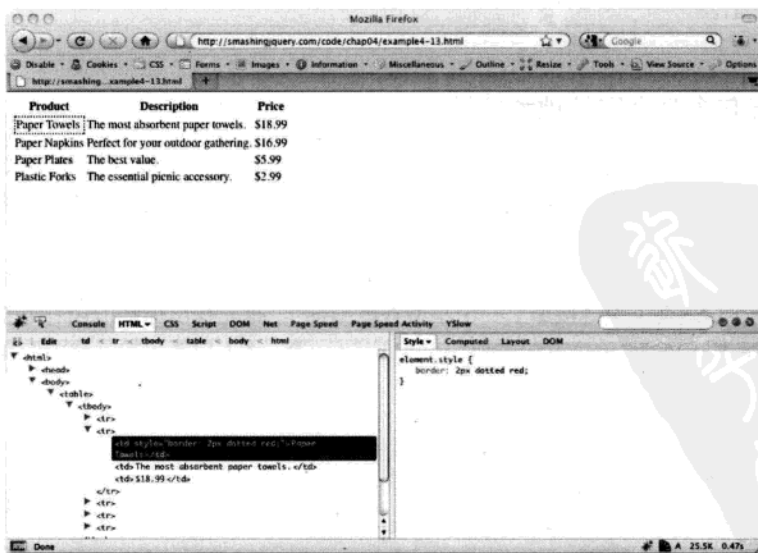 Mozilla Firefox
http://smashingjquery.com/code/chap04/example4-13.html
Google
Disable Cookies CSS Forms Images Information Miscellaneous Outline Resize Tools View Source Options
http://smashing...xample4-13.html
Product Description Price
Paper Towels The most absorbent paper towels. $18.99
Paper Napkins Perfect for your outdoor gathering. $16.99
Paper Plates The best value. $5.99
Plastic Forks The essential picnic accessory. $2.99
Console HTML CSS Script DOM Net Page Speed Page Speed Activity YSlow
Edit td < tr < tbody < table < body < html
Style Computed Layout DOM
<html>
<head>
<body>
<table>
<tbody>
<tr>
<tr>
<td style="border: 2px dotted red;">Paper
Towels</td>
<td>The most absorbent paper towels.</td>
<td>$18.99</td>
</tr>
<tr>
<tr>
<tr>
element.style {
border: 2px dotted red;
}
Done
A 25.5K 0.47s